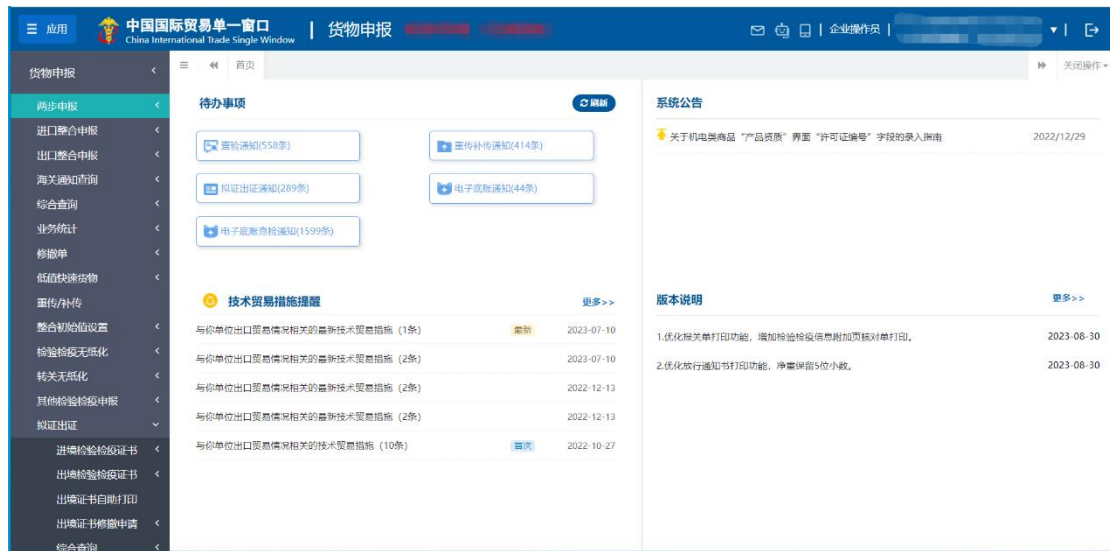 应用
中国国际贸易单一窗口
China International Trade Single Window
货物申报
企业操作员
货物申报
首页
关闭操作
两步申报
进口整合申报
出口整合申报
海关通知查询
综合查询
业务统计
修撤单
低值快速货物
重传/补传
整合初始值设置
检验检疫无纸化
转关无纸化
其他检验检疫申报
拟证出证
进境检验检疫证书
出境检验检疫证书
出境证书自助打印
出境证书修撤申请
综合查询
待办事项
刷新
查验通知(558条)
重传补传通知(414条)
拟证出证通知(289条)
电子底账通知(44条)
电子底账查检通知(1599条)
系统公告
关于机电类商品“产品资质”界面“许可证编号”字段的录入指南 2022/12/29
技术贸易措施提醒
更多>>
与你单位出口贸易情况相关的最新技术贸易措施（1条） 最新 2023-07-10
与你单位出口贸易情况相关的最新技术贸易措施（2条） 2023-07-10
与你单位出口贸易情况相关的最新技术贸易措施（2条） 2022-12-13
与你单位出口贸易情况相关的最新技术贸易措施（2条） 2022-12-13
与你单位出口贸易情况相关的技术贸易措施（10条） 首次 2022-10-27
版本说明
更多>>
1.优化报关单打印功能，增加检验检疫信息附加页核对单打印。 2023-08-30
2.优化放行通知书打印功能，净重保留5位小数。 2023-08-30